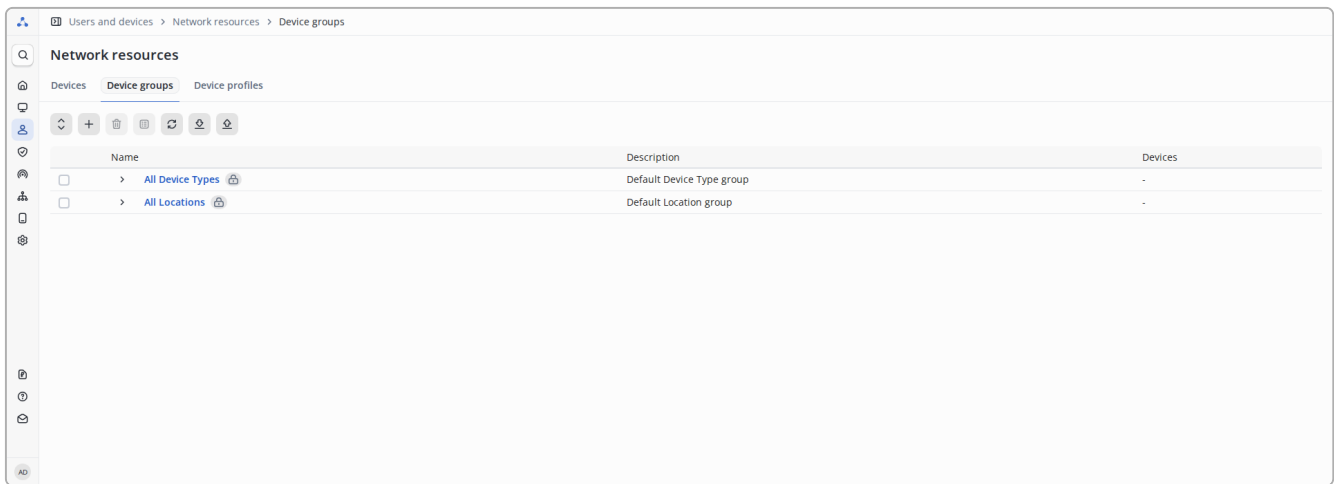 Users and devices > Network resources > Device groups
Network resources
Devices Device groups Device profiles
Name Description Devices
All Device Types Default Device Type group -
All Locations Default Location group -
AD